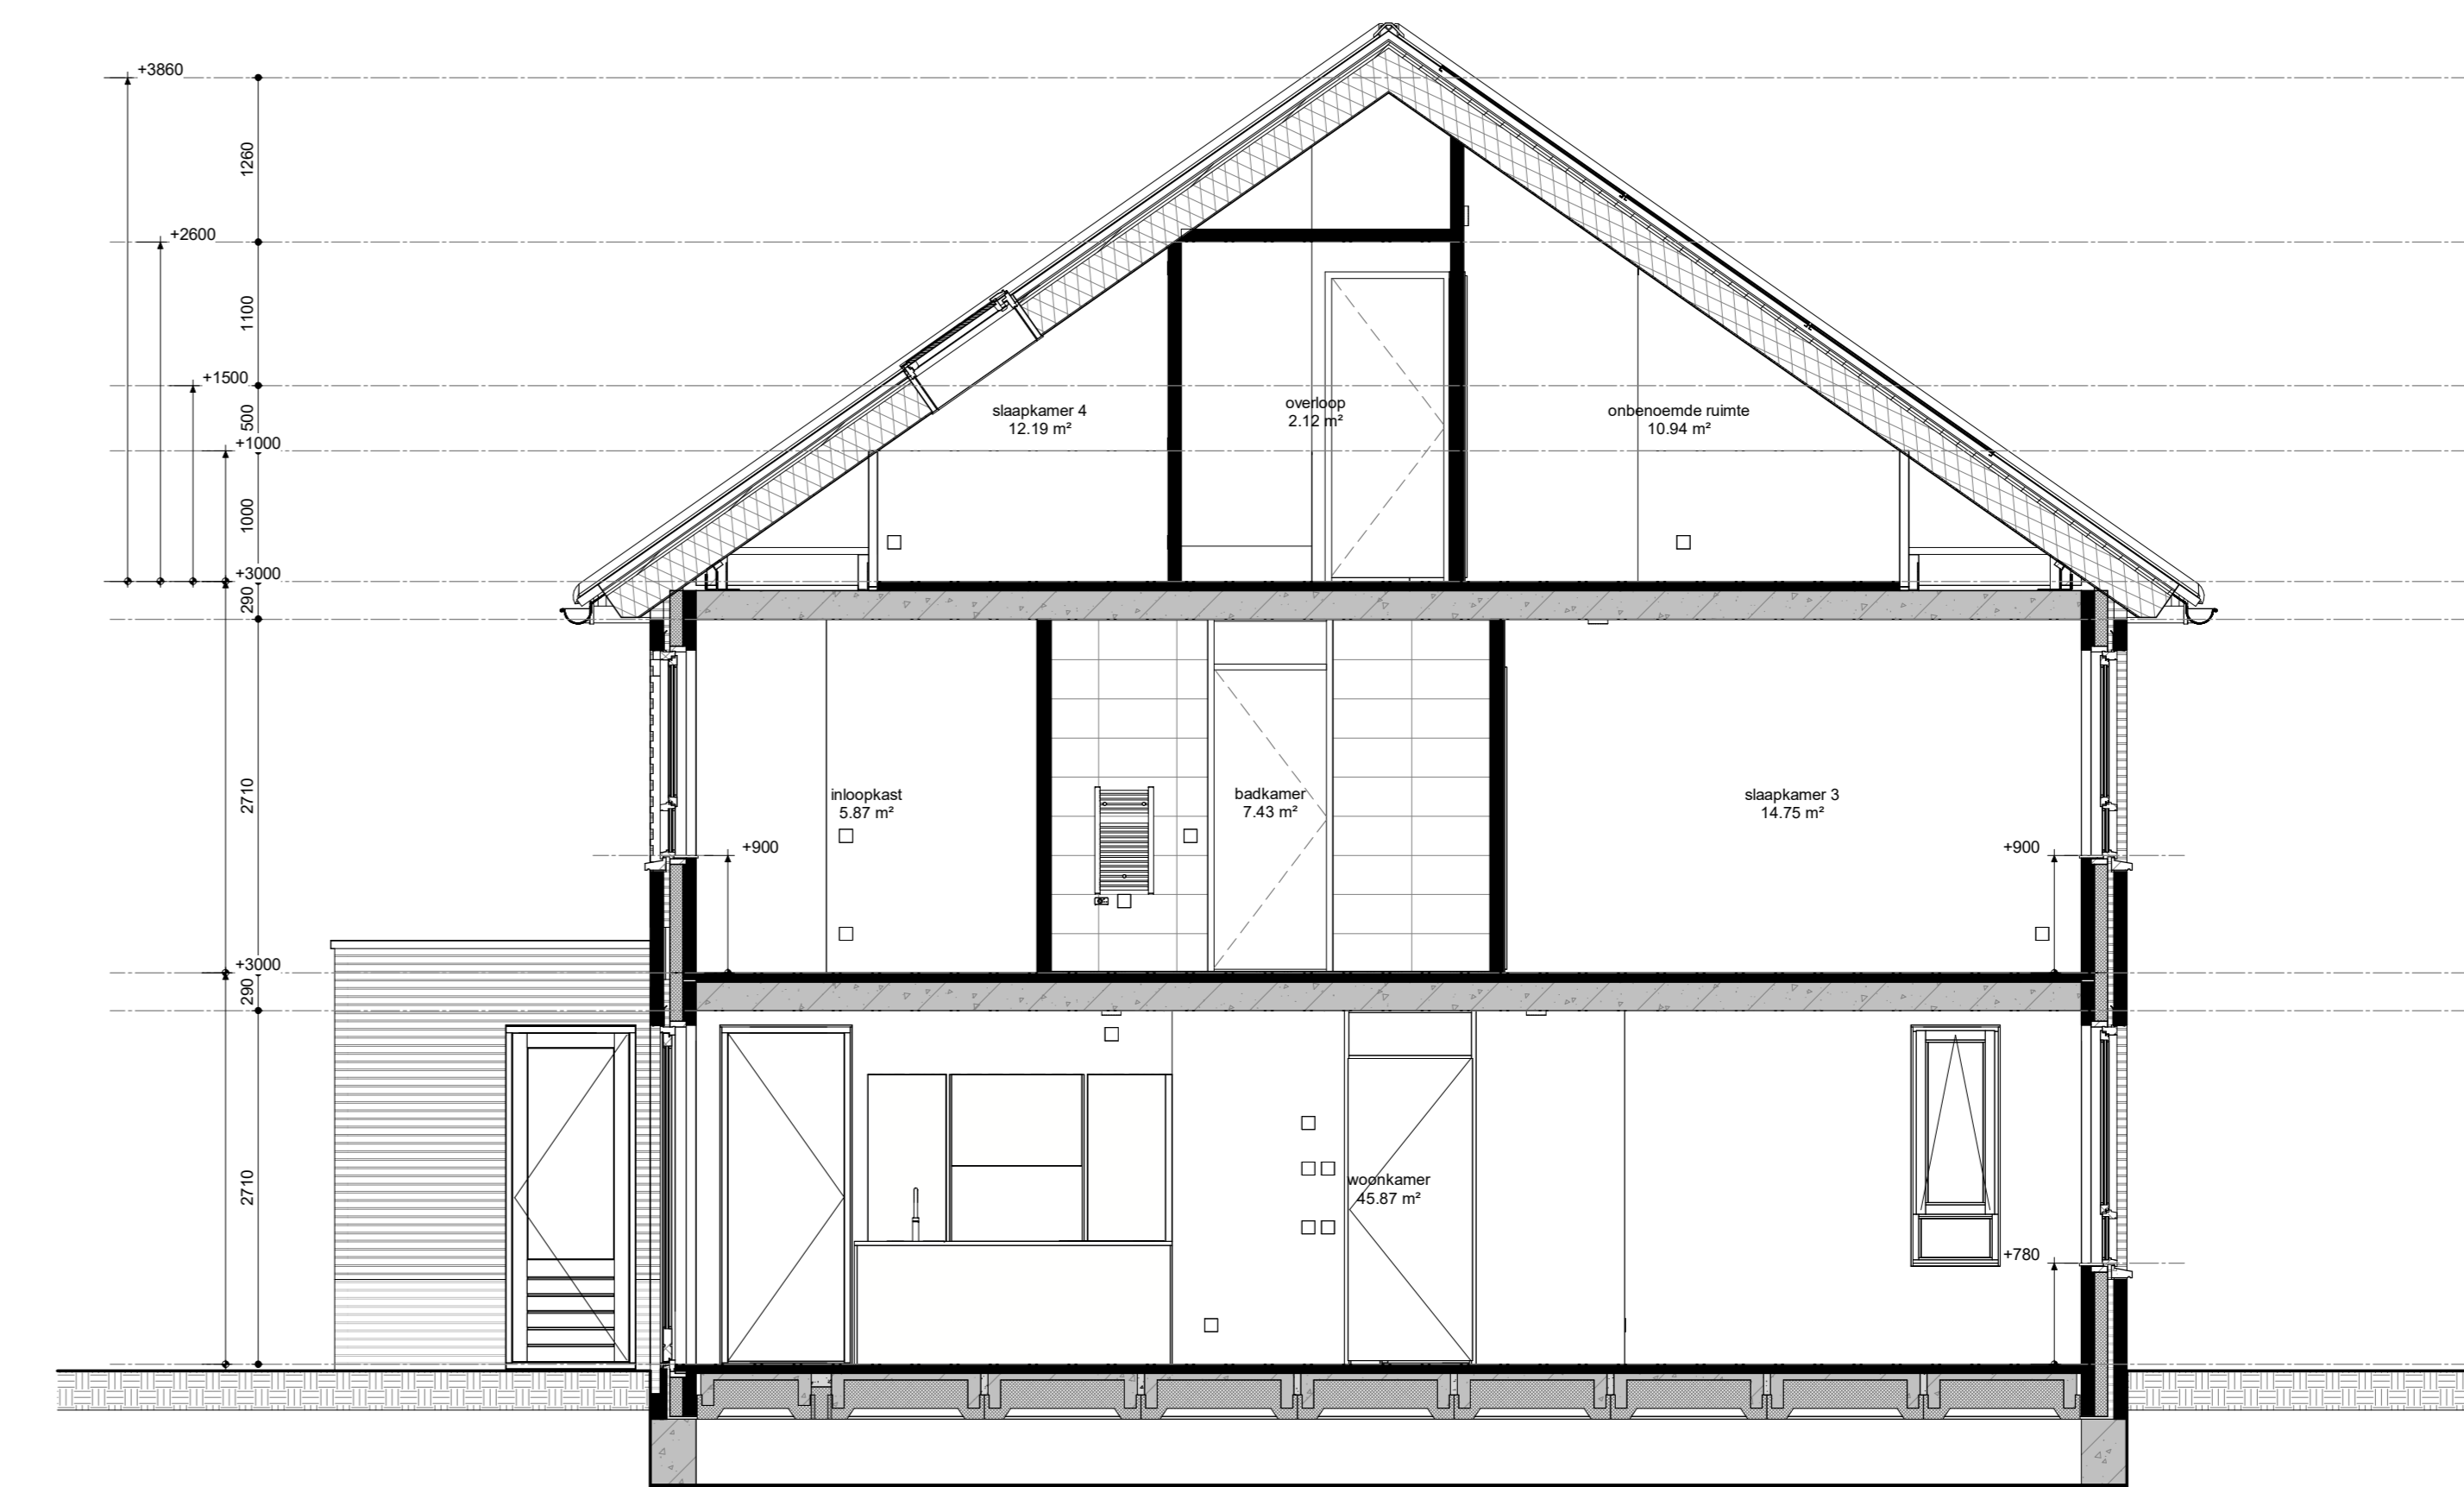 +3860
1260
+2600
1100
+1500
500
+1000
1000
+3000
290
slaapkamer 4
12.19 m²
overloop
2.12 m²
onbenoemde ruimte
10.94 m²
2710
inloopkast
5.87 m²
badkamer
7.43 m²
slaapkamer 3
14.75 m²
+900
+900
+3000
290
2710
woonkamer
45.87 m²
+780